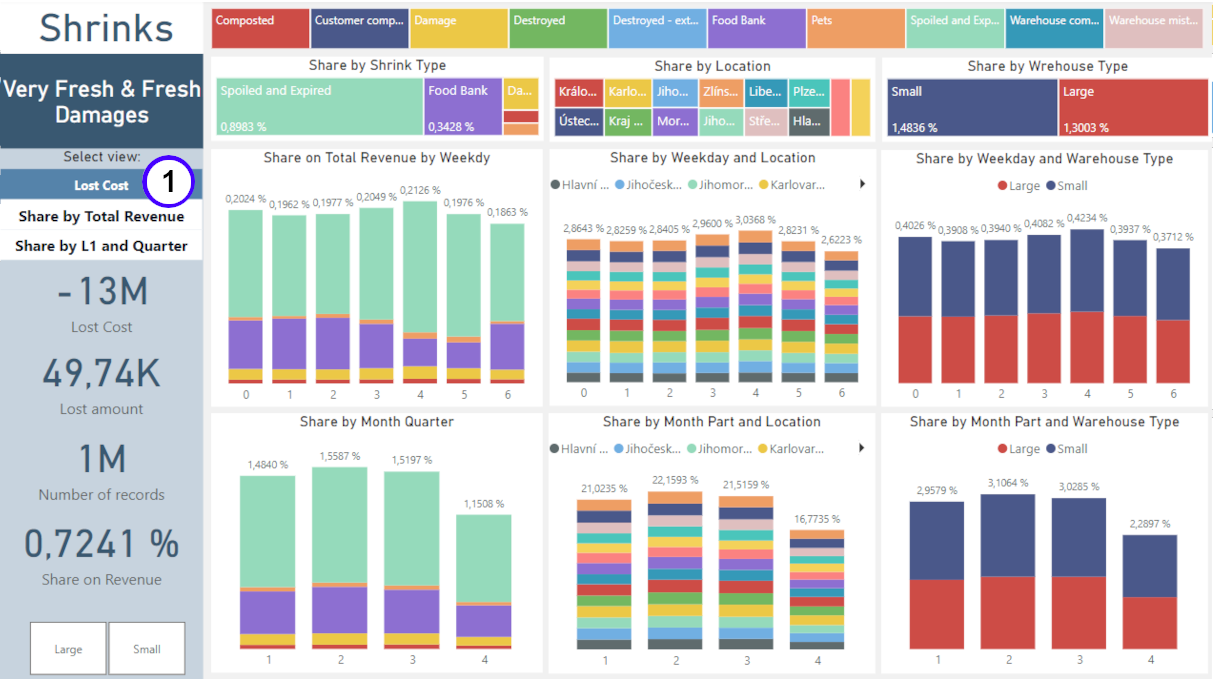 Shrinks
Composted
Customer comp...
Damage
Destroyed
Destroyed - ext...
Food Bank
Pets
Spoiled and Exp...
Warehouse com...
Warehouse mist...
Very Fresh & Fresh
Damages
Select view:
Lost Cost
1
Share by Total Revenue
Share by L1 and Quarter
-13M
Lost Cost
49,74K
Lost amount
1M
Number of records
0,7241 %
Share on Revenue
Large
Small
Share by Shrink Type
Spoiled and Expired
0,8983 %
Food Bank
0,3428 %
Da...
Share by Location
Králo...
Karlo...
Jiho...
Zlíns...
Libe...
Plze...
Ústec...
Kraj ...
Mor...
Jiho...
Stře...
Hla...
Share by Wrehouse Type
Small
1,4836 %
Large
1,3003 %
Share on Total Revenue by Weekdy
0,2024 %
0,1962 %
0,1977 %
0,2049 %
0,2126 %
0,1976 %
0,1863 %
0 1 2 3 4 5 6
Share by Weekday and Location
Hlavní ... Jihočesk... Jihomor... Karlovar...
2,8643 %
2,8259 %
2,8405 %
2,9600 %
3,0368 %
2,8231 %
2,6223 %
0 1 2 3 4 5 6
Share by Weekday and Warehouse Type
Large Small
0,4026 %
0,3908 %
0,3940 %
0,4082 %
0,4234 %
0,3937 %
0,3712 %
0 1 2 3 4 5 6
Share by Month Quarter
1,4840 %
1,5587 %
1,5197 %
1,1508 %
1 2 3 4
Share by Month Part and Location
Hlavní ... Jihočesk... Jihomor... Karlovar...
21,0235 %
22,1593 %
21,5159 %
16,7735 %
1 2 3 4
Share by Month Part and Warehouse Type
Large Small
2,9579 %
3,1064 %
3,0285 %
2,2897 %
1 2 3 4